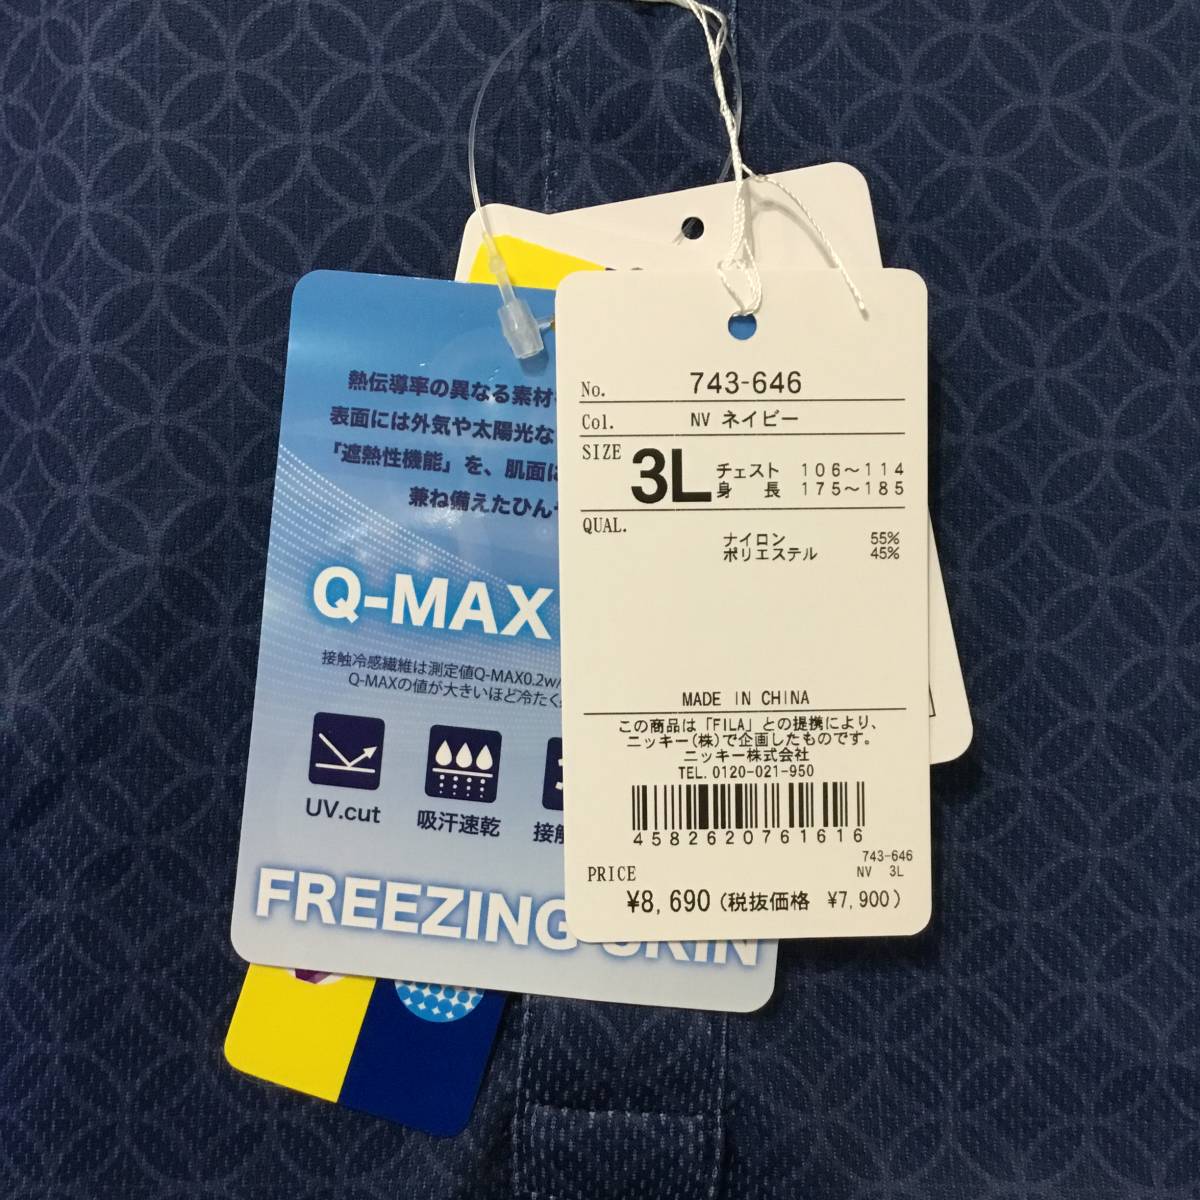 熱伝導率の異なる素材
表面には外気や太陽光な
「遮熱性機能」を、肌面に
兼ね備えたひん
Q-MAX
接触冷感繊維は測定値Q-MAX0.2w/
Q-MAXの値が大きいほど冷たく
UV.cut
吸汗速乾
接触
FREEZING SKIN
No. 743-646
Col. NV ネイビー
SIZE 3L チェスト 106～114
身長 175～185
QUAL.
ナイロン 55%
ポリエステル 45%
MADE IN CHINA
この商品は「FILA」との提携により、
ニッキー(株)で企画したものです。
ニッキー株式会社
TEL. 0120-021-950
4582620761616
743-646
NV 3L
PRICE
¥8,690 (税抜価格 ¥7,900)